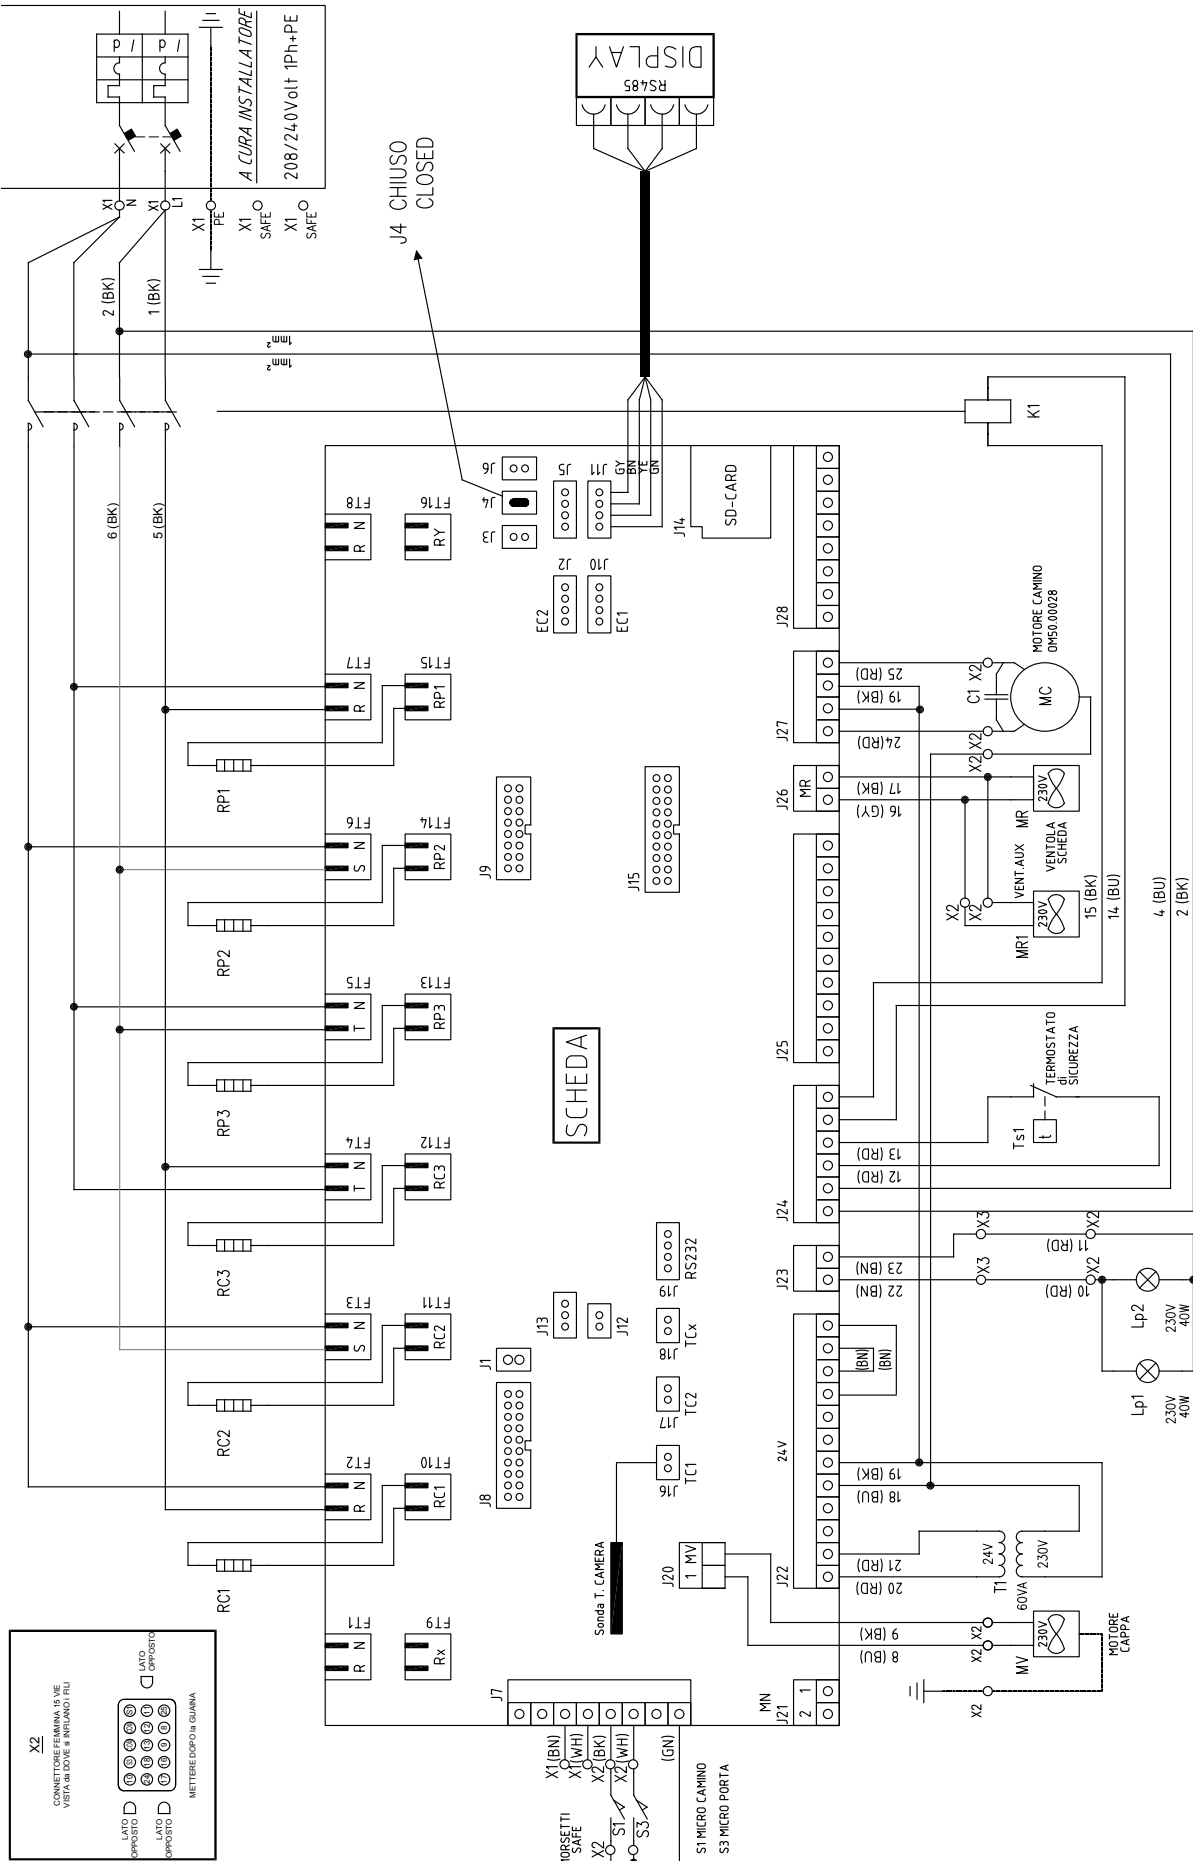 A CURA INSTALLATORE
208/240Volt 1Ph+PE
I d
I d
X1
N
X1
L1
X1
PE
X1
SAFE
X1
SAFE
2 (BK)
1 (BK)
1mm²
1mm²
J4 CHIUSO
CLOSED
DISPLAY
RS485
K1
6 (BK)
5 (BK)
FT8
R N
FT16
RY
J6
J4
J3
J5
J11
GY
BN
YE
GN
J14
SD-CARD
J2
J10
EC2
EC1
J28
FT7
R N
FT15
RP1
RP1
J27
25 (RD)
19 (BK)
24(RD)
X2
C1
MC
MOTORE CAMINO
OM50.00028
X2
X2
J26
MR
17 (BK)
16 (GY)
MR
230V
VENTOLA
SCHEDA
VENT.AUX
X2
X2
MR1
230V
15 (BK)
14 (BU)
4 (BU)
2 (BK)
FT6
S N
FT14
RP2
RP2
J9
J15
J25
FT5
T N
FT13
RP3
RP3
SCHEDA
TERMOSTATO
di
SICUREZZA
Ts1
t
J24
13 (RD)
12 (RD)
FT4
T N
FT12
RC3
RC3
J19
RS232
J23
23 (BN)
22 (BN)
X3
X3
11 (RD)
10 (RD)
X2
X2
Lp2
230V
40W
Lp1
230V
40W
FT3
S N
FT11
RC2
RC2
J13
J12
J1
J18
TCx
J17
TC2
J16
TC1
J8
(BN)
(BN)
24V
J22
19 (BK)
18 (BU)
21 (RD)
20 (RD)
24V
T1
230V
60VA
FT2
R N
FT10
RC1
RC1
Sonda T. CAMERA
J20
1 MV
9 (BK)
8 (BU)
X2
X2
MV
230V
MOTORE
CAPPA
X2
FT1
R N
FT9
Rx
J7
MN
J21
2 1
X1(BN)
X1(WH)
X2(BK)
X2(WH)
(GN)
MORSETTI
SAFE
S1
S3
X2
S1 MICRO CAMINO
S3 MICRO PORTA
X2
CONNETTORE FEMMINA 15 VIE
VISTA da DOVE si INFILANO i FILI
LATO
OPPOSTO
LATO
OPPOSTO
LATO
OPPOSTO
24 18 13 12 11
17 16 9 8 25
METTERE DOPO la GUAINA